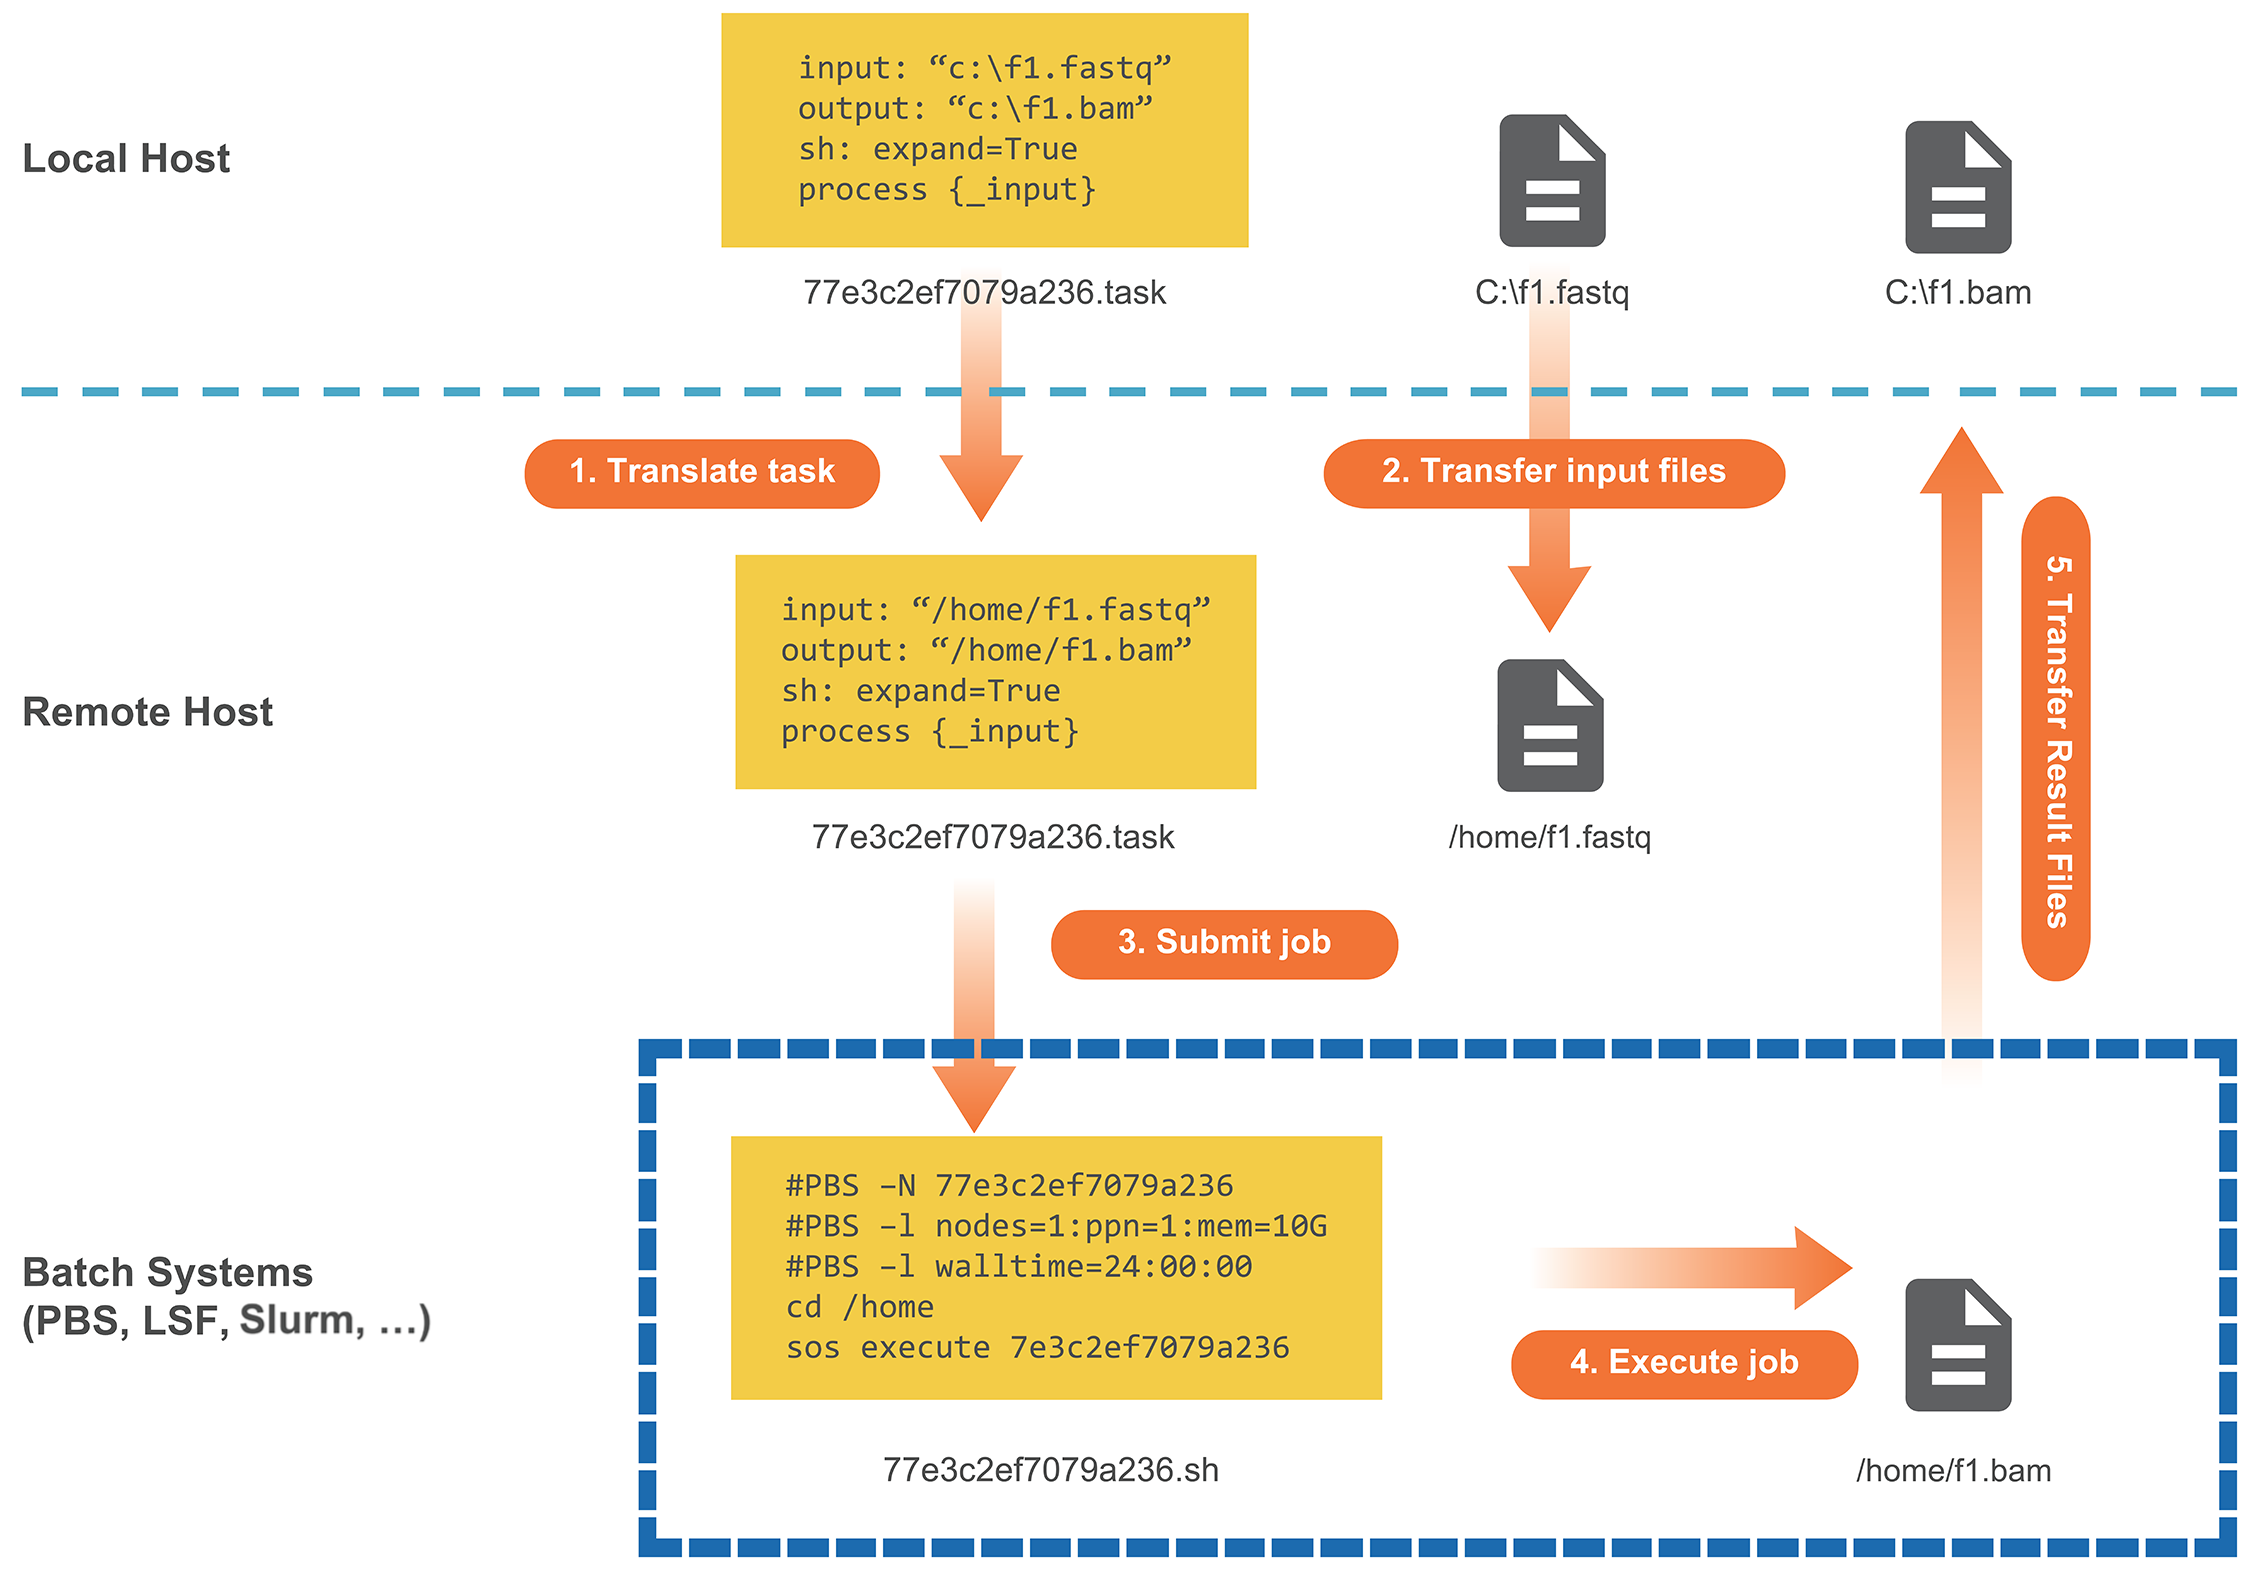 input: “c:\f1.fastq”
output: “c:\f1.bam”
sh: expand=True
process {_input}
Local Host
77e3c2ef7079a236.task
C:\f1.fastq
C:\f1.bam
1. Translate task
2. Transfer input files
5. Transfer Result Files
input: “/home/f1.fastq”
output: “/home/f1.bam”
sh: expand=True
process {_input}
Remote Host
77e3c2ef7079a236.task
/home/f1.fastq
3. Submit job
#PBS –N 77e3c2ef7079a236
#PBS –l nodes=1:ppn=1:mem=10G
#PBS –l walltime=24:00:00
cd /home
sos execute 7e3c2ef7079a236
Batch Systems
(PBS, LSF, Slurm, ...)
4. Execute job
77e3c2ef7079a236.sh
/home/f1.bam